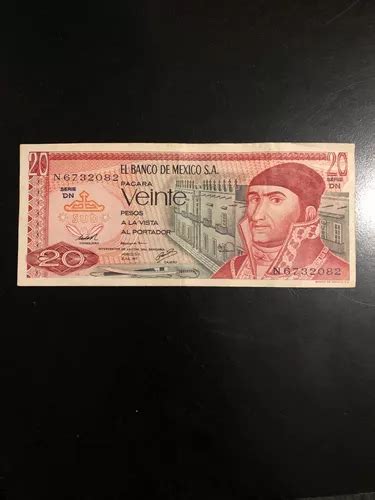 20
EL BANCO DE MEXICO S.A.
20
N6732082
PAGARA
SERIE
DN
SERIE
DN
Veinte
PESOS
A LA VISTA
AL PORTADOR
N6732082
20
20